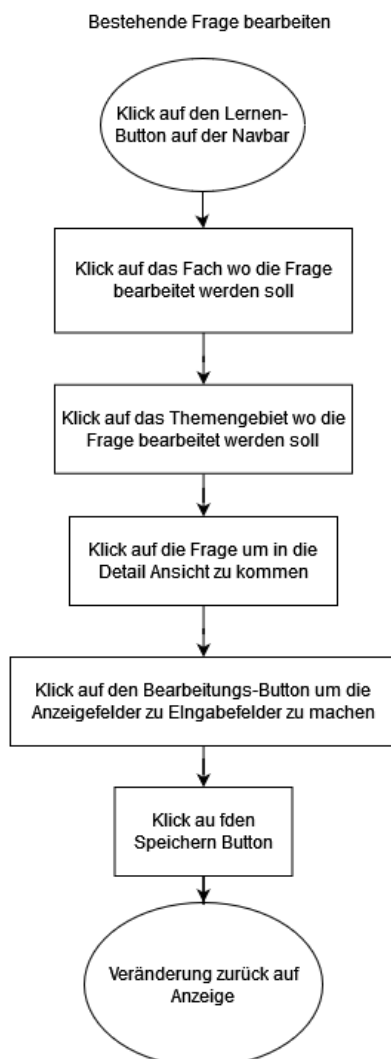 Bestehende Frage bearbeiten
Klick auf den Lernen-
Button auf der Navbar
Klick auf das Fach wo die Frage
bearbeitet werden soll
Klick auf das Themengebiet wo die
Frage bearbeitet werden soll
Klick auf die Frage um in die
Detail Ansicht zu kommen
Klick auf den Bearbeitungs-Button um die
Anzeigefelder zu EIngabefelder zu machen
Klick au fden
Speichern Button
Veränderung zurück auf
Anzeige